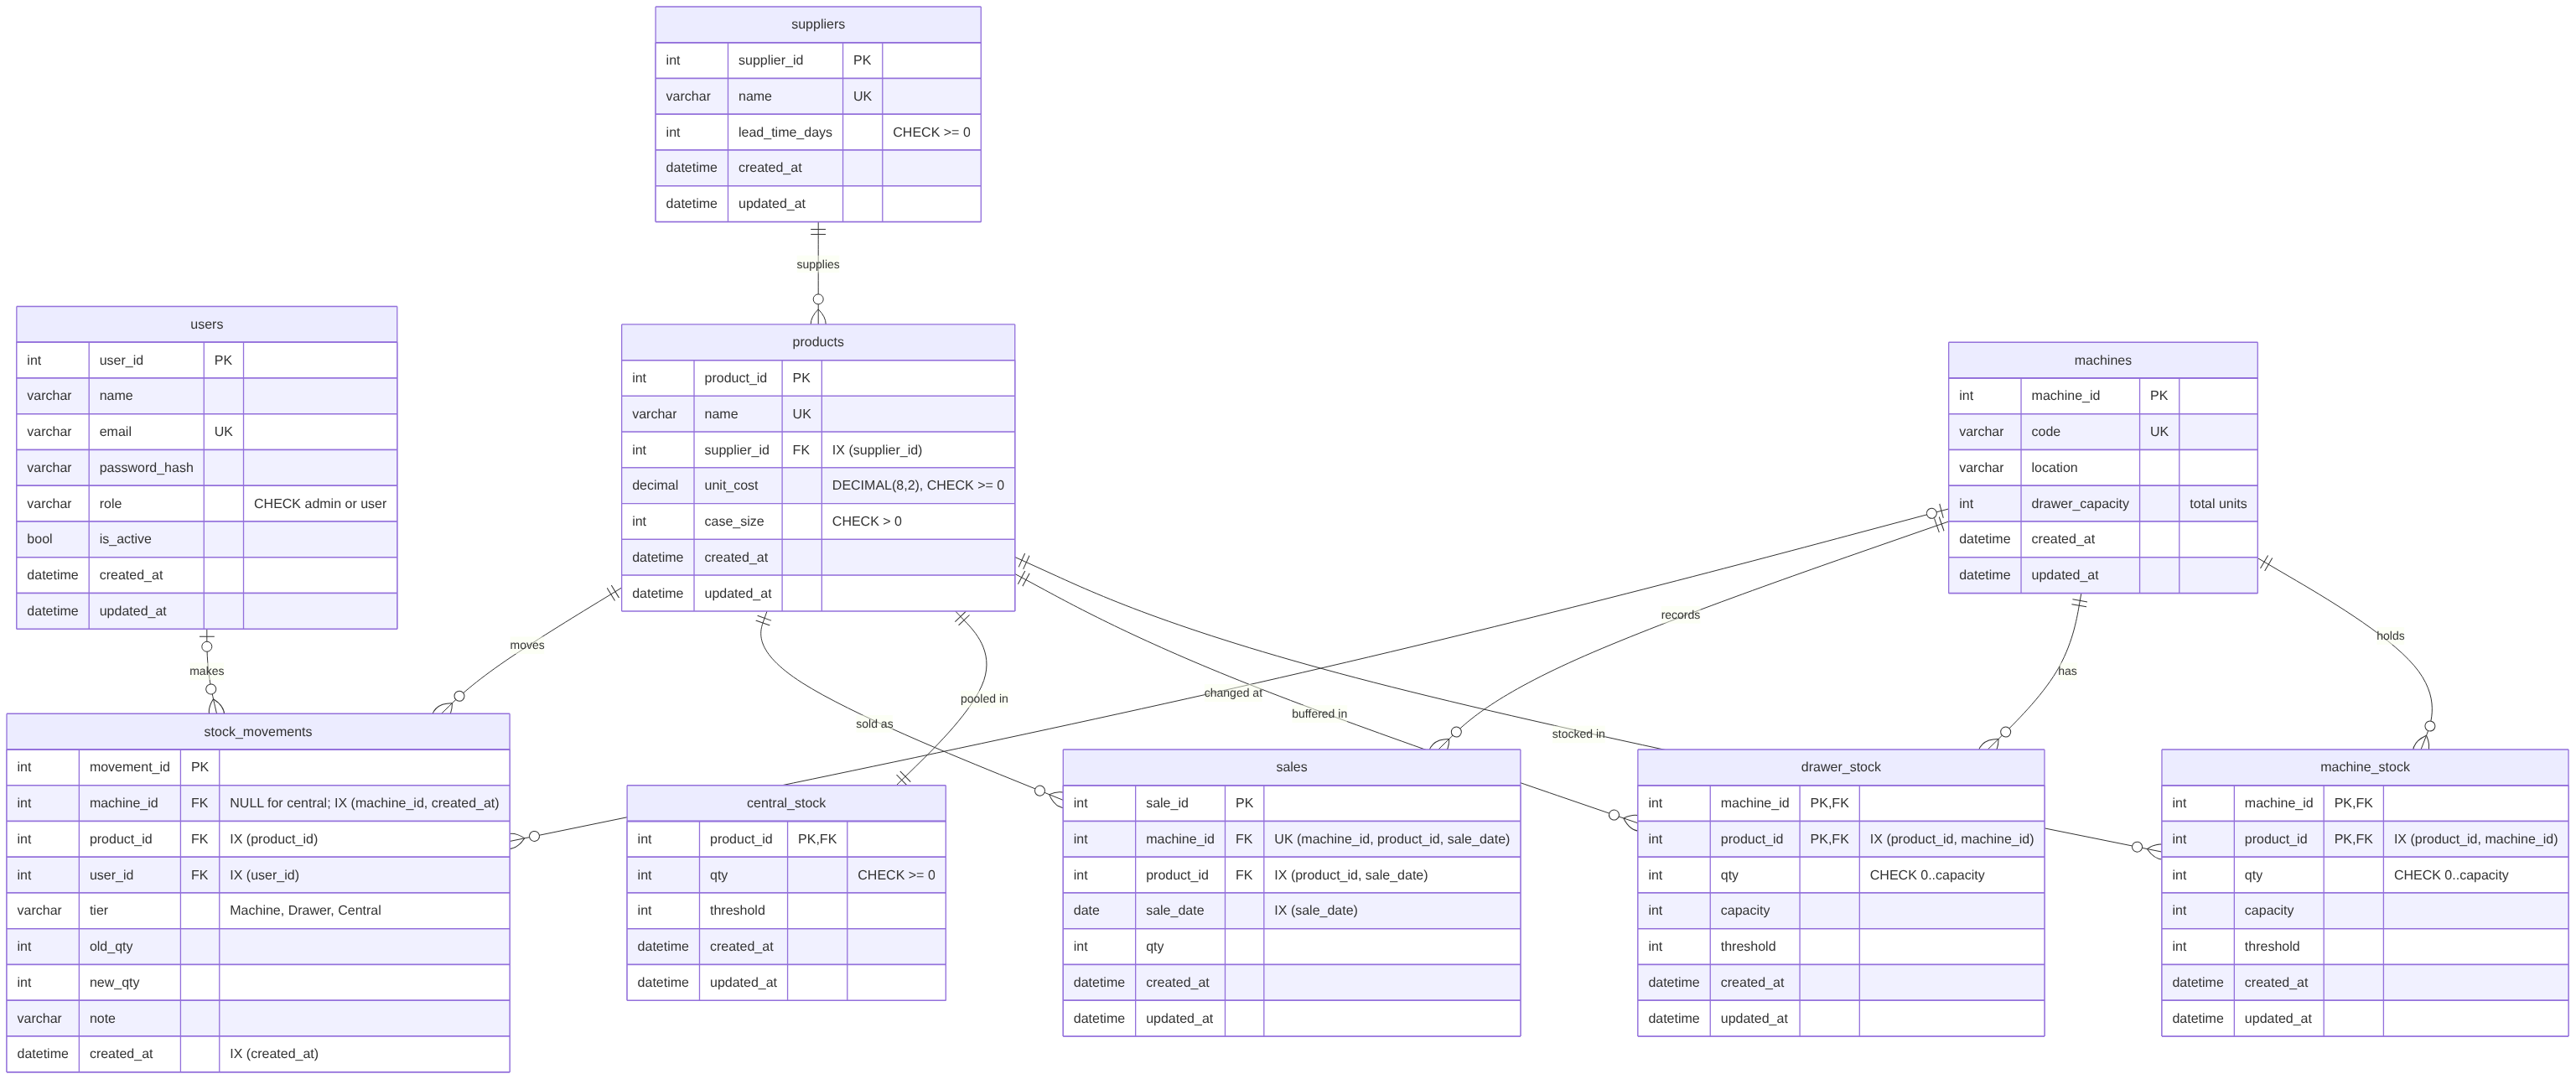 suppliers
int supplier_id PK
varchar name UK
int lead_time_days CHECK >= 0
datetime created_at
datetime updated_at
supplies
users
int user_id PK
varchar name
varchar email UK
varchar password_hash
varchar role CHECK admin or user
bool is_active
datetime created_at
datetime updated_at
products
int product_id PK
varchar name UK
int supplier_id FK IX (supplier_id)
decimal unit_cost DECIMAL(8,2), CHECK >= 0
int case_size CHECK > 0
datetime created_at
datetime updated_at
machines
int machine_id PK
varchar code UK
varchar location
int drawer_capacity total units
datetime created_at
datetime updated_at
makes
moves
sold as
pooled in
changed at
buffered in
stocked in
records
has
holds
stock_movements
int movement_id PK
int machine_id FK NULL for central; IX (machine_id, created_at)
int product_id FK IX (product_id)
int user_id FK IX (user_id)
varchar tier Machine, Drawer, Central
int old_qty
int new_qty
varchar note
datetime created_at IX (created_at)
central_stock
int product_id PK,FK
int qty CHECK >= 0
int threshold
datetime created_at
datetime updated_at
sales
int sale_id PK
int machine_id FK UK (machine_id, product_id, sale_date)
int product_id FK IX (product_id, sale_date)
date sale_date IX (sale_date)
int qty
datetime created_at
datetime updated_at
drawer_stock
int machine_id PK,FK
int product_id PK,FK IX (product_id, machine_id)
int qty CHECK 0..capacity
int capacity
int threshold
datetime created_at
datetime updated_at
machine_stock
int machine_id PK,FK
int product_id PK,FK IX (product_id, machine_id)
int qty CHECK 0..capacity
int capacity
int threshold
datetime created_at
datetime updated_at